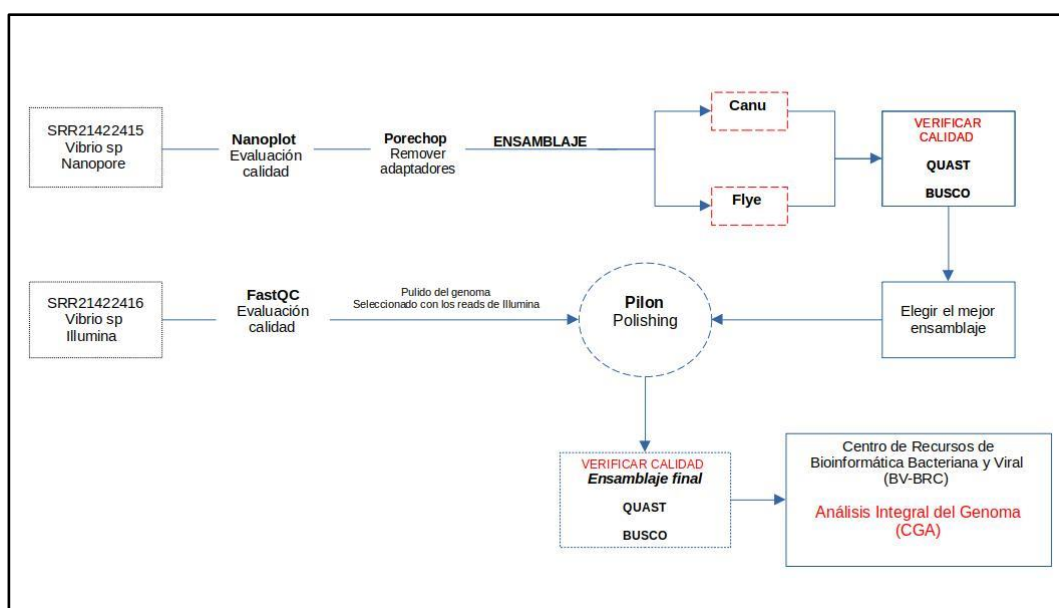 SRR21422415
Vibrio sp
Nanopore
Nanoplot
Evaluación
calidad
Porechop
Remover
adaptadores
ENSAMBLAJE
Canu
Flye
VERIFICAR
CALIDAD
QUAST
BUSCO
SRR21422416
Vibrio sp
Illumina
FastQC
Evaluación
calidad
Pulido del genoma
Seleccionado con los reads de Illumina
Pilon
Polishing
Elegir el mejor
ensamblaje
VERIFICAR CALIDAD
Ensamblaje final
QUAST
BUSCO
Centro de Recursos de
Bioinformática Bacteriana y Viral
(BV-BRC)
Análisis Integral del Genoma
(CGA)